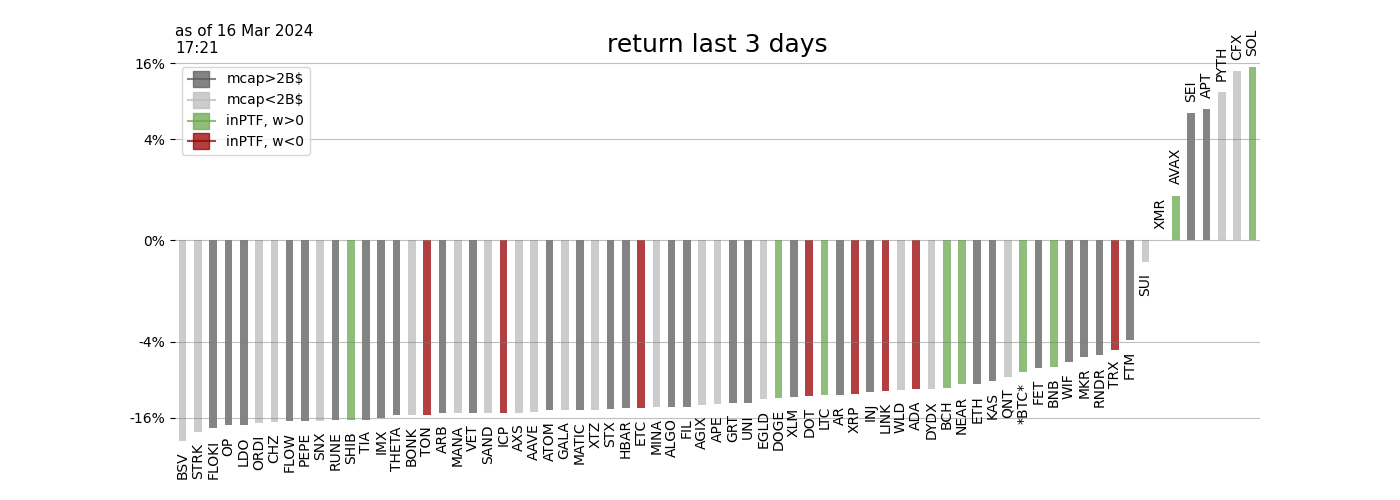 as of 16 Mar 2024
17:21
return last 3 days
16%
4%
0%
-4%
-16%
mcap>2B$
mcap<2B$
inPTF, w>0
inPTF, w<0
BSV
STRK
FLOKI
OP
LDO
ORDI
CHZ
FLOW
PEPE
SNX
RUNE
SHIB
TIA
IMX
THETA
BONK
TON
ARB
MANA
VET
SAND
ICP
AXS
AAVE
ATOM
GALA
MATIC
XTZ
STX
HBAR
ETC
MINA
ALGO
FIL
AGIX
APE
GRT
UNI
EGLD
DOGE
XLM
DOT
LTC
AR
XRP
INJ
LINK
WLD
ADA
DYDX
BCH
NEAR
ETH
KAS
QNT
*BTC*
FET
BNB
WIF
MKR
RNDR
TRX
FTM
SUI
XMR
AVAX
SEI
APT
PYTH
CFX
SOL